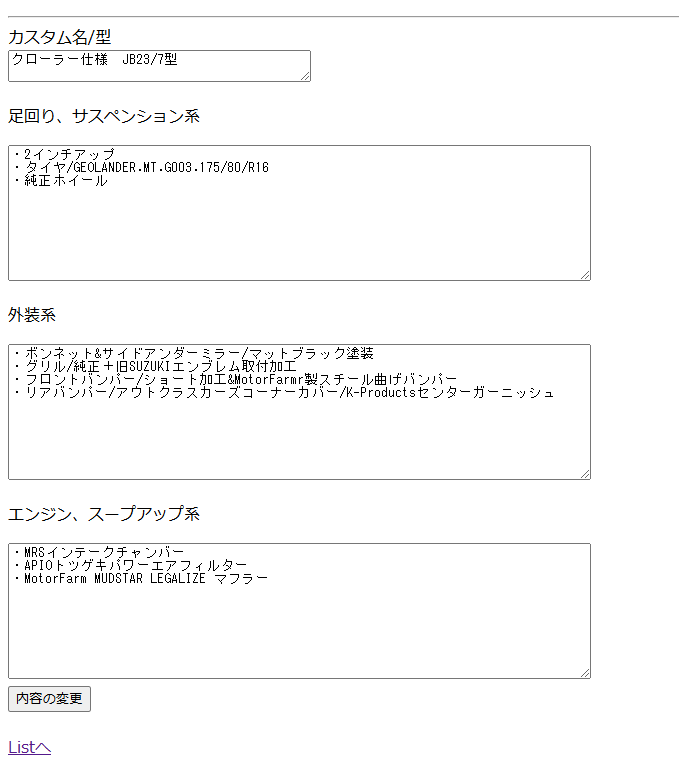 カスタム名/型
クローラー仕様　JB23/7型
足回り、サスペンション系
・2インチアップ
・タイヤ/GEOLANDER.MT.G003.175/80/R16
・純正ホイール
外装系
・ボンネット&サイドアンダーミラー/マットブラック塗装
・グリル/純正＋旧SUZUKIエンブレム取付加工
・フロントバンパー/ショート加工&MotorFarmr製スチール曲げバンパー
・リアバンパー/アウトクラスカーズコーナーカバー/K-Productsセンターガーニッシュ
エンジン、スープアップ系
・MRSインテークチャンバー
・APIOトツゲキパワーエアフィルター
・MotorFarm MUDSTAR LEGALIZE マフラー
内容の変更
Listへ